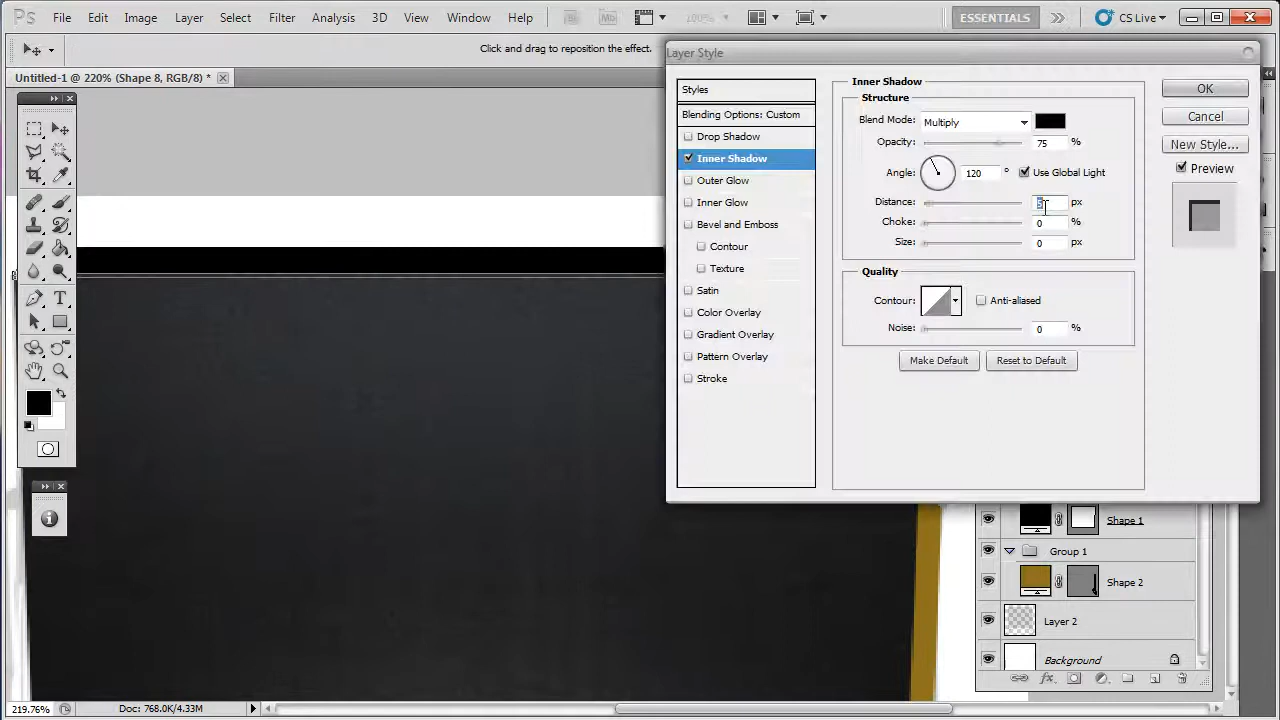 File Edit Image Layer Select Filter Analysis 3D View Window Help Br Mb 100% ESSENTIALS CS Live
Click and drag to reposition the effect.
Layer Style
Untitled-1 @ 220% (Shape 8, RGB/8) *
Styles
Blending Options: Custom
Drop Shadow
Inner Shadow
Outer Glow
Inner Glow
Bevel and Emboss
Contour
Texture
Satin
Color Overlay
Gradient Overlay
Pattern Overlay
Stroke
Inner Shadow
Structure
Blend Mode: Multiply
Opacity: 75 %
Angle: 120 ° Use Global Light
Distance: 5 px
Choke: 0 %
Size: 0 px
Quality
Contour: Anti-aliased
Noise: 0 %
Make Default Reset to Default
OK
Cancel
New Style...
Preview
Shape 1
Group 1
Shape 2
Layer 2
Background
fx
219.76% Doc: 768.0K/4.33M